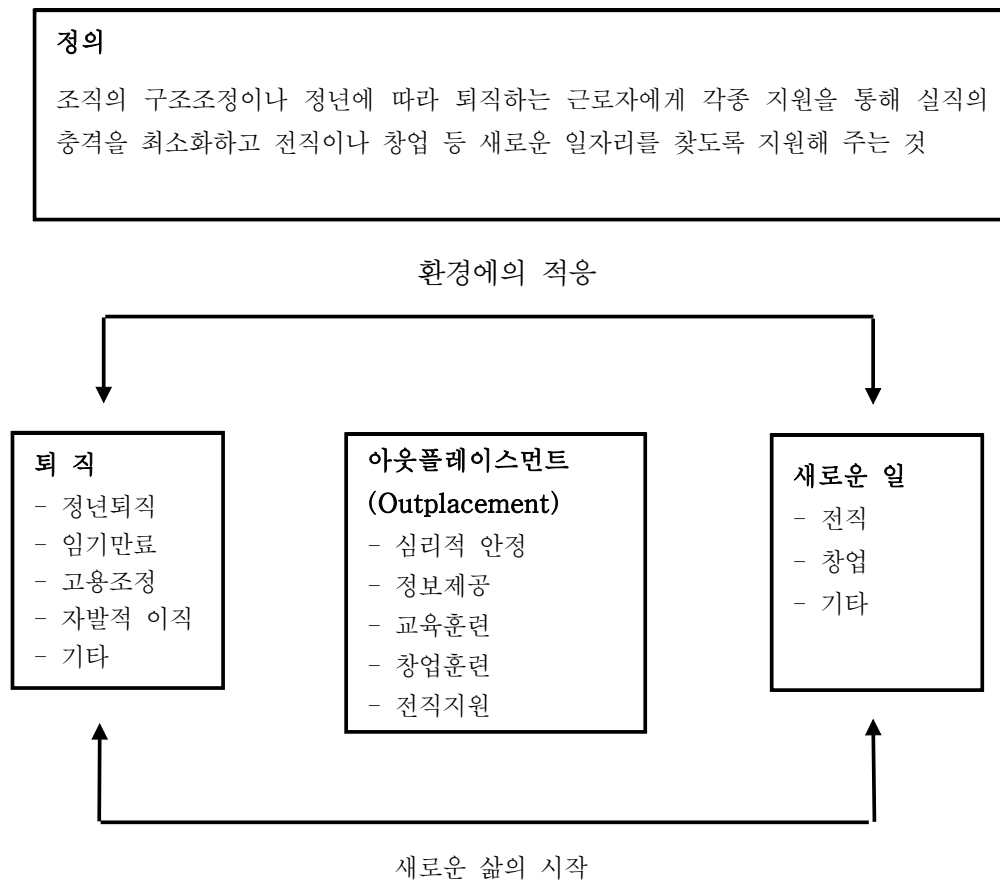 정의
조직의 구조조정이나 정년에 따라 퇴직하는 근로자에게 각종 지원을 통해 실직의
충격을 최소화하고 전직이나 창업 등 새로운 일자리를 찾도록 지원해 주는 것
환경에의 적응
퇴 직
- 정년퇴직
- 임기만료
- 고용조정
- 자발적 이직
- 기타
아웃플레이스먼트
(Outplacement)
- 심리적 안정
- 정보제공
- 교육훈련
- 창업훈련
- 전직지원
새로운 일
- 전직
- 창업
- 기타
새로운 삶의 시작